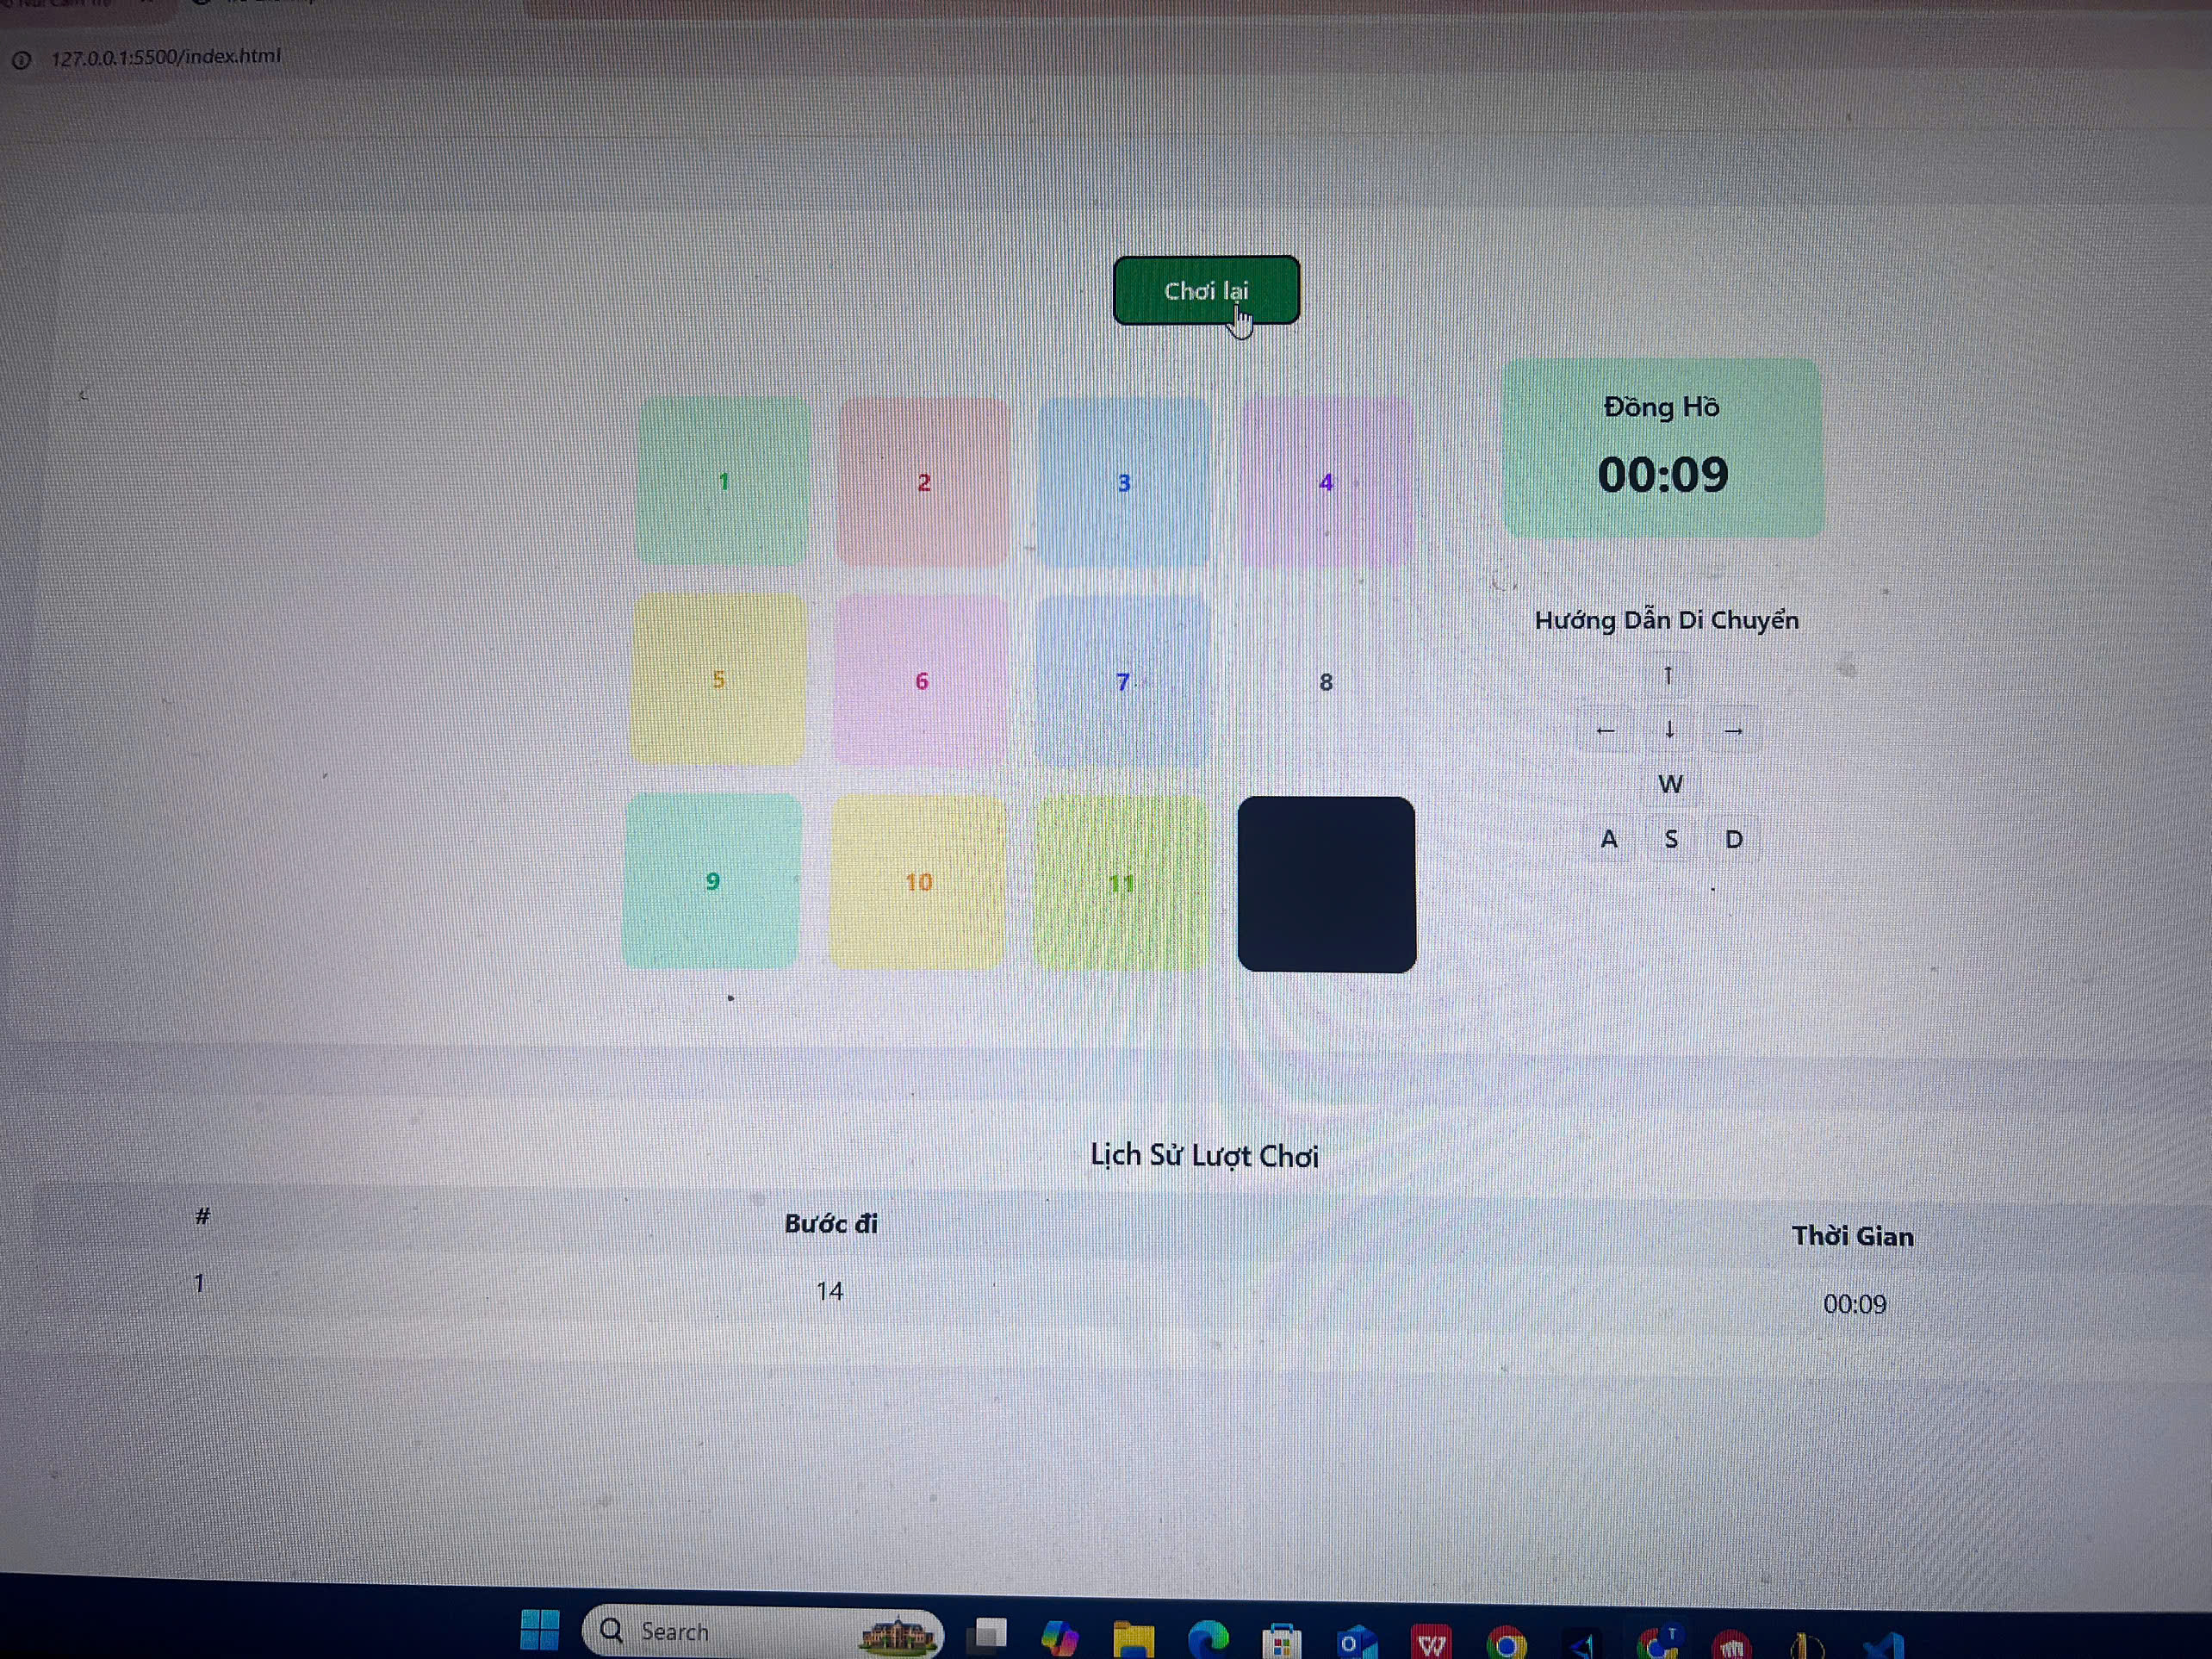 127.0.0.1:5500/index.html
Chơi lại
1 2 3 4
5 6 7 8
9 10 11
Đồng Hồ
00:09
Hướng Dẫn Di Chuyển
↑
← ↓ →
W
A S D
Lịch Sử Lượt Chơi
# Bước đi Thời Gian
1 14 00:09
Search